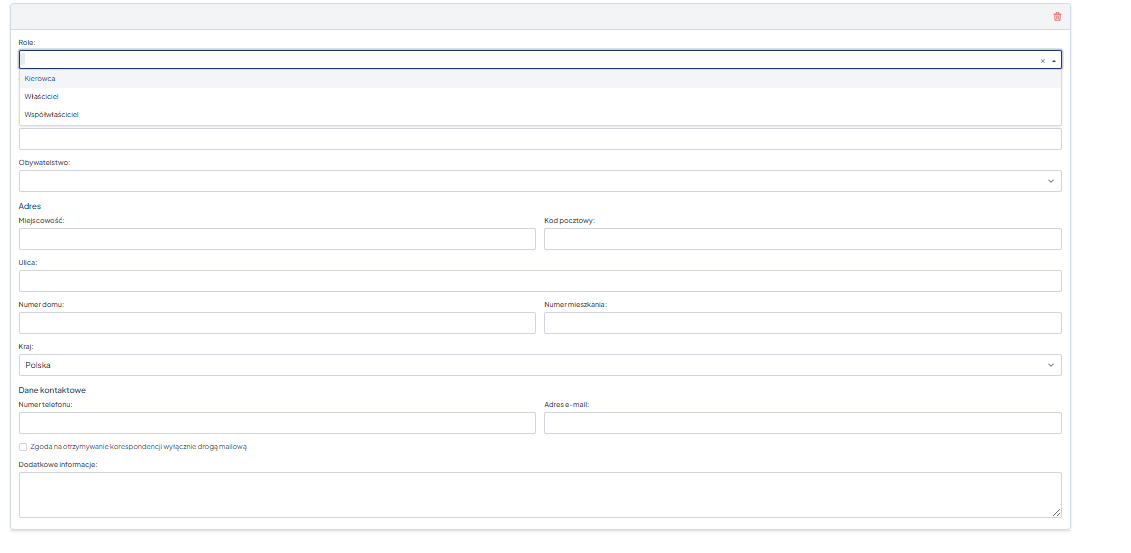 Role:
Kierowca
Właściciel
Współwłaściciel
Obywatelstwo:
Adres
Miejscowość:
Kod pocztowy:
Ulica:
Numer domu:
Numer mieszkania:
Kraj:
Polska
Dane kontaktowe
Numer telefonu:
Adres e-mail:
Zgoda na otrzymywanie korespondencji wyłącznie drogą mailową
Dodatkowe informacje: